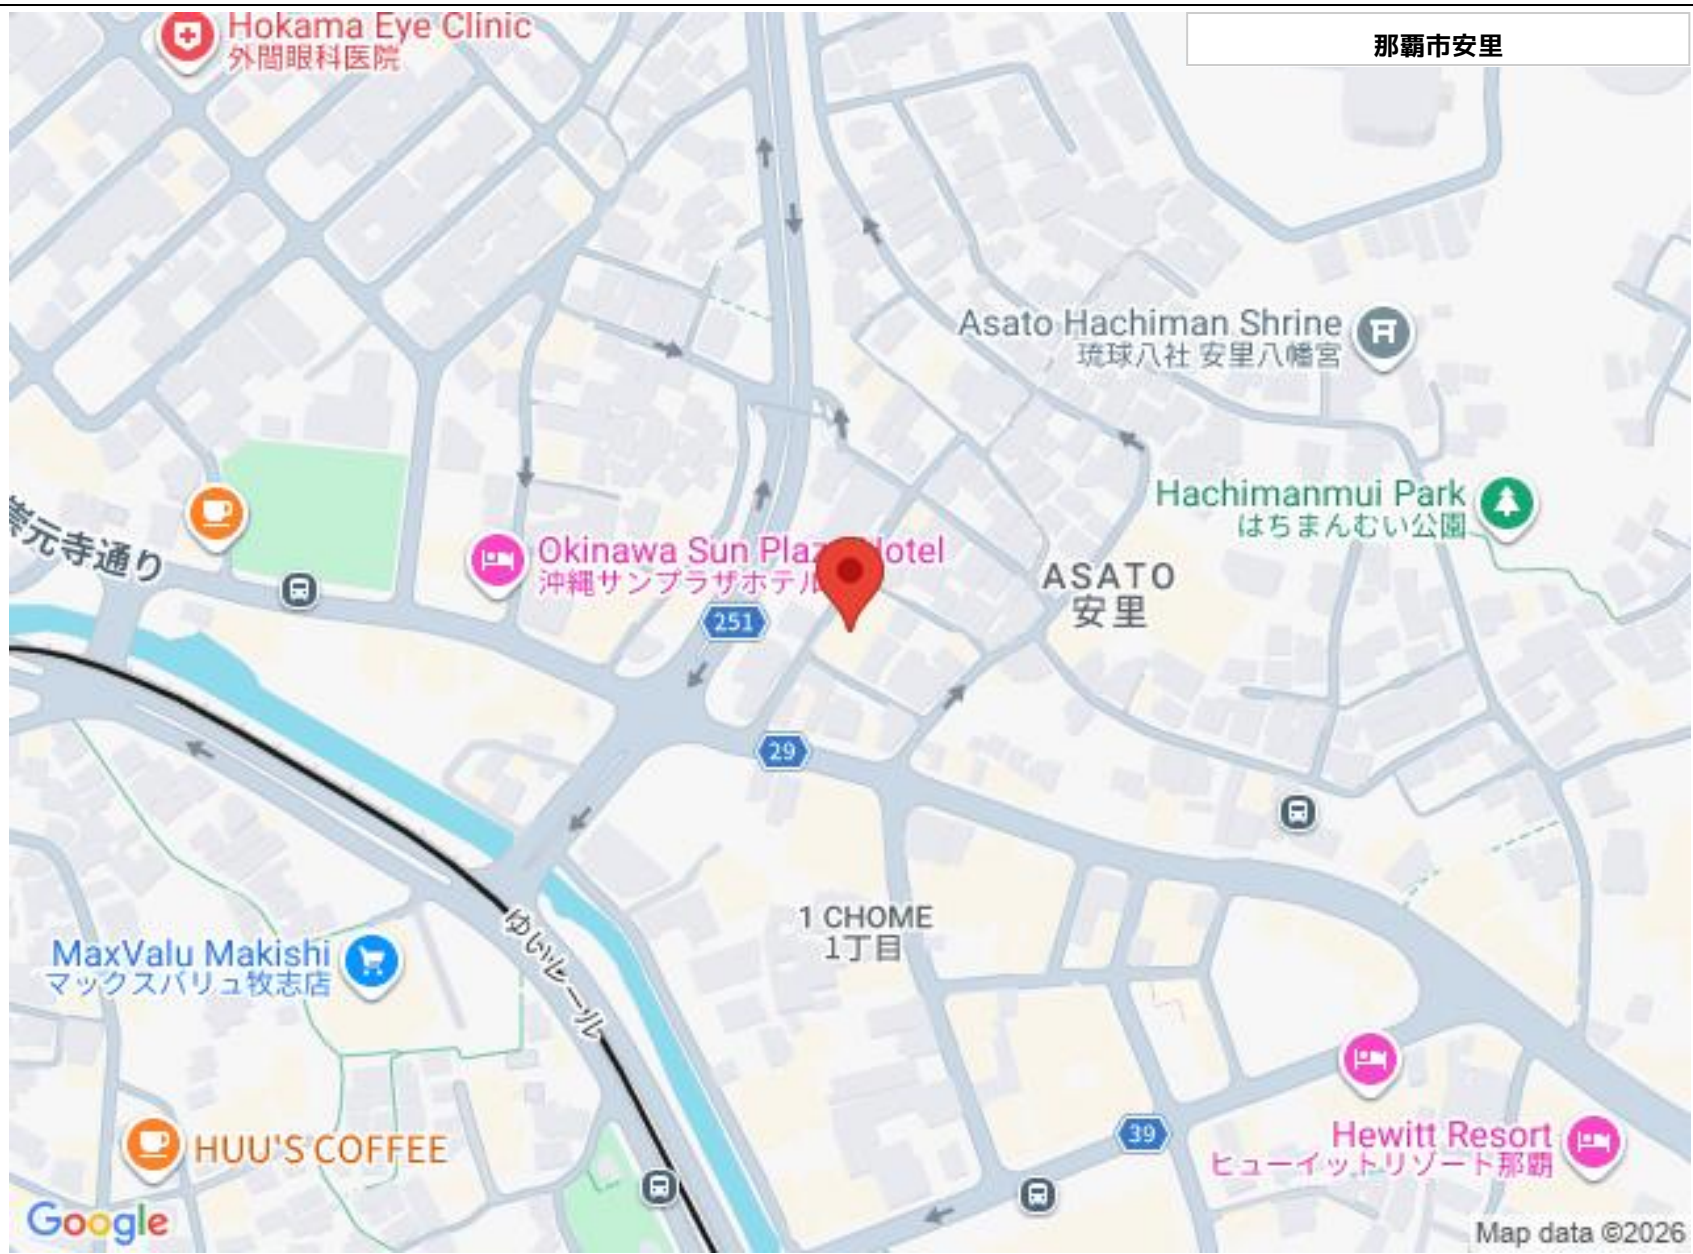 Hokama Eye Clinic
外間眼科医院
那覇市安里
Asato Hachiman Shrine
琉球八社 安里八幡宮
Hachimanmui Park
はちまんむい公園
崇元寺通り
Okinawa Sun Plaza Hotel
沖縄サンプラザホテル
ASATO
安里
251
29
1 CHOME
1丁目
MaxValu Makishi
マックスバリュ牧志店
ゆいレール
39
Hewitt Resort
ヒューイットリゾート那覇
HUU'S COFFEE
Google
Map data ©2026